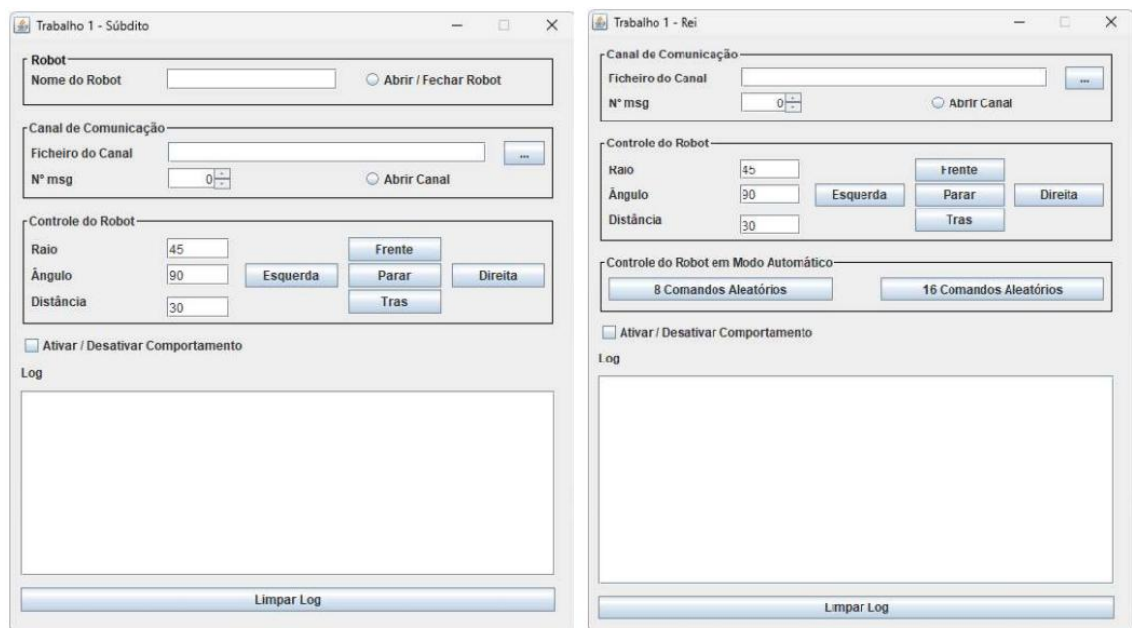 Trabalho 1 - Súbdito
Robot
Nome do Robot
Abrir / Fechar Robot
Canal de Comunicação
Ficheiro do Canal
...
Nº msg
0
Abrir Canal
Controle do Robot
Raio
45
Frente
Ângulo
90
Esquerda
Parar
Direita
Distância
30
Tras
Ativar / Desativar Comportamento
Log
Limpar Log
Trabalho 1 - Rei
Canal de Comunicação
Ficheiro do Canal
...
Nº msg
0
Abrir Canal
Controle do Robot
Raio
45
Frente
Ângulo
90
Esquerda
Parar
Direita
Distância
30
Tras
Controle do Robot em Modo Automático
8 Comandos Aleatórios
16 Comandos Aleatórios
Ativar / Desativar Comportamento
Log
Limpar Log